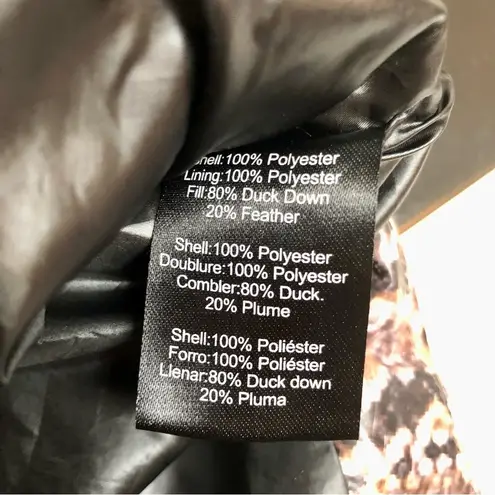 Shell:100% Polyester
Lining:100% Polyester
Fill:80% Duck Down
20% Feather
Shell:100% Polyester
Doublure:100% Polyester
Combler:80% Duck.
20% Plume
Shell:100% Poliéster
Forro:100% Poliéster
Llenar:80% Duck down
20% Pluma